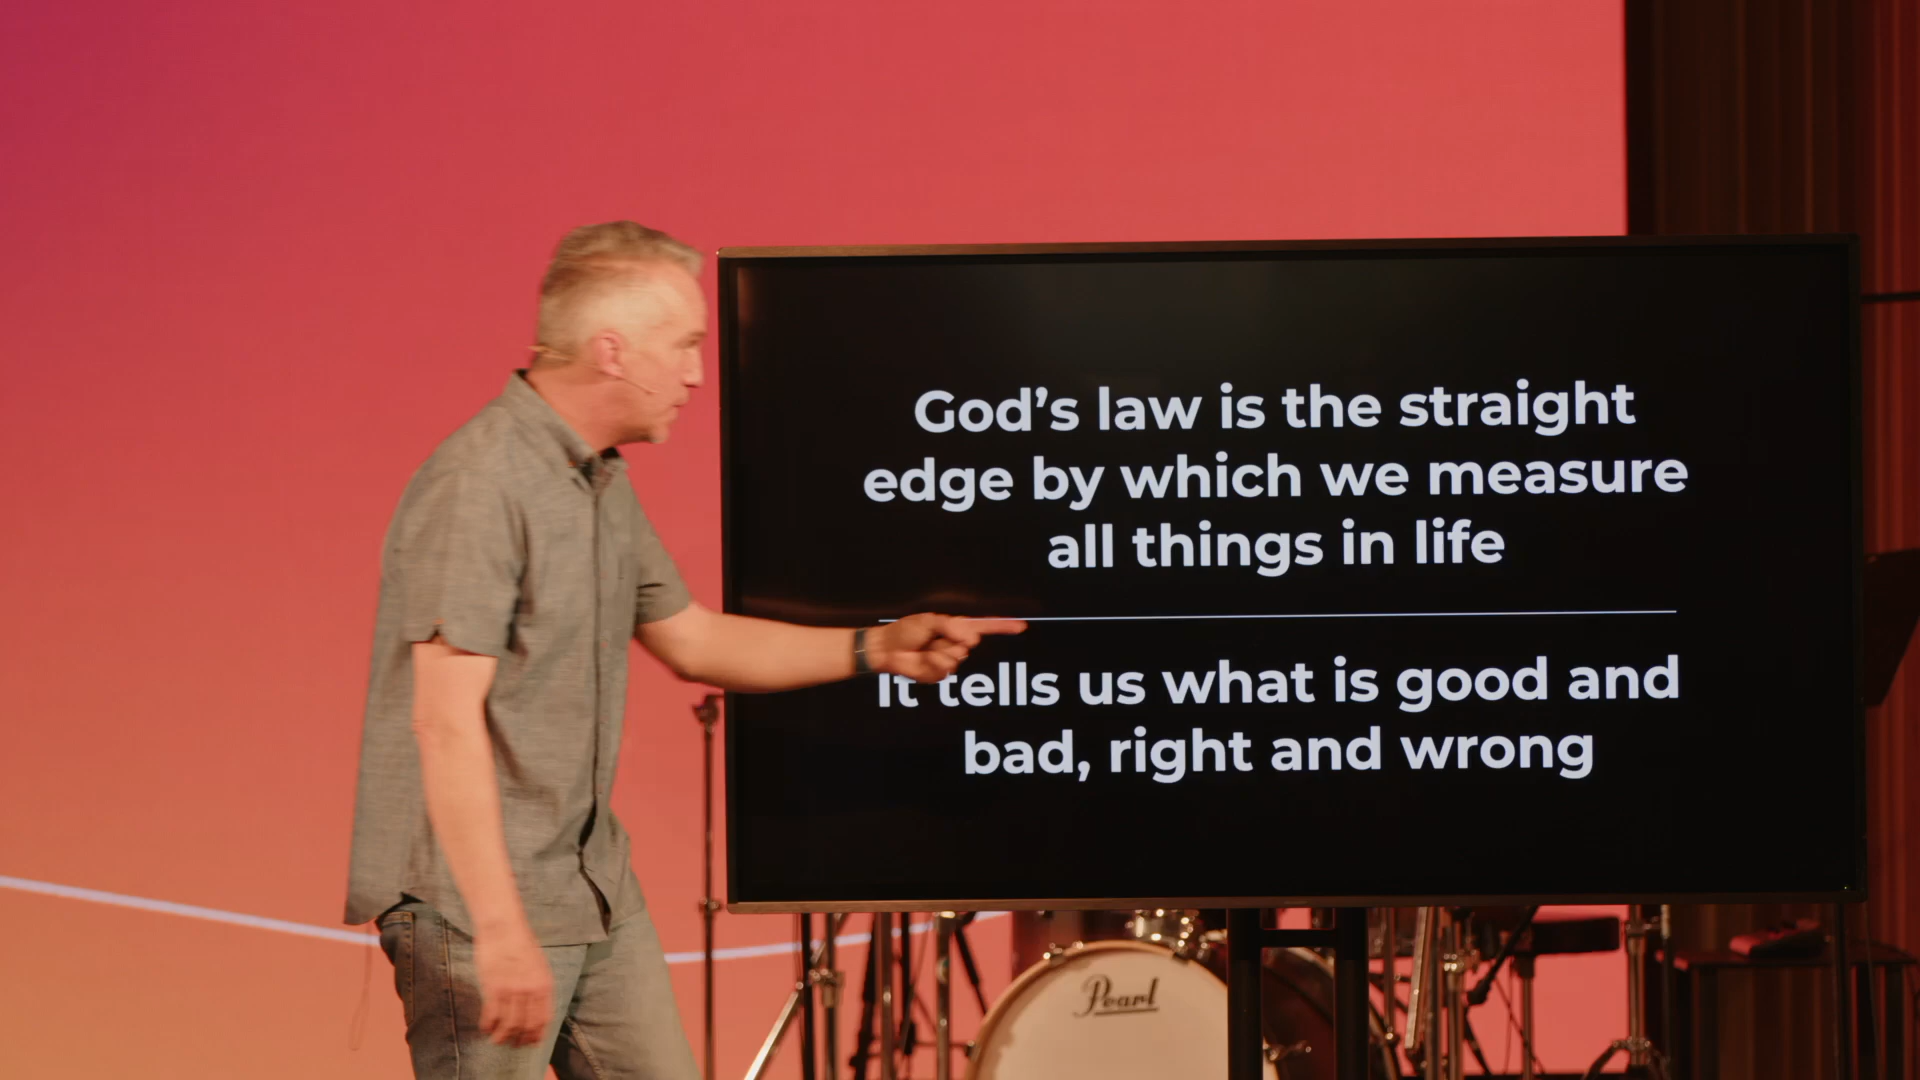 God’s law is the straight
edge by which we measure
all things in life
It tells us what is good and
bad, right and wrong
Pearl